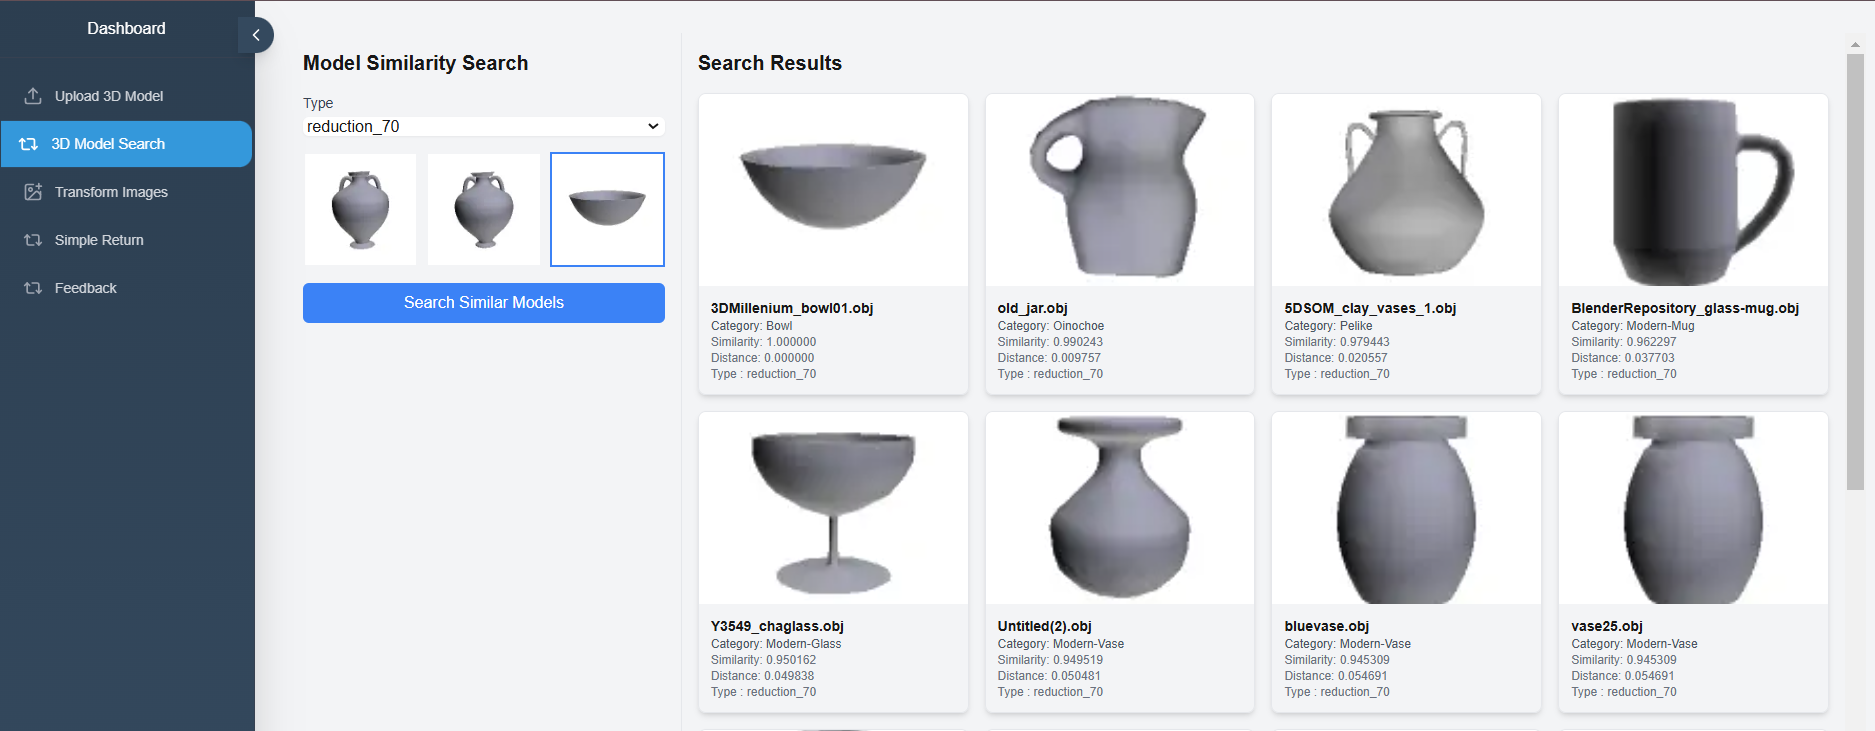 Dashboard
Upload 3D Model
3D Model Search
Transform Images
Simple Return
Feedback
Model Similarity Search
Type
reduction_70
Search Similar Models
Search Results
3DMillenium_bowl01.obj
Category: Bowl
Similarity: 1.000000
Distance: 0.000000
Type : reduction_70
old_jar.obj
Category: Oinochoe
Similarity: 0.990243
Distance: 0.009757
Type : reduction_70
5DSOM_clay_vases_1.obj
Category: Pelike
Similarity: 0.979443
Distance: 0.020557
Type : reduction_70
BlenderRepository_glass-mug.obj
Category: Modern-Mug
Similarity: 0.962297
Distance: 0.037703
Type : reduction_70
Y3549_chaglass.obj
Category: Modern-Glass
Similarity: 0.950162
Distance: 0.049838
Type : reduction_70
Untitled(2).obj
Category: Modern-Vase
Similarity: 0.949519
Distance: 0.050481
Type : reduction_70
bluevase.obj
Category: Modern-Vase
Similarity: 0.945309
Distance: 0.054691
Type : reduction_70
vase25.obj
Category: Modern-Vase
Similarity: 0.945309
Distance: 0.054691
Type : reduction_70